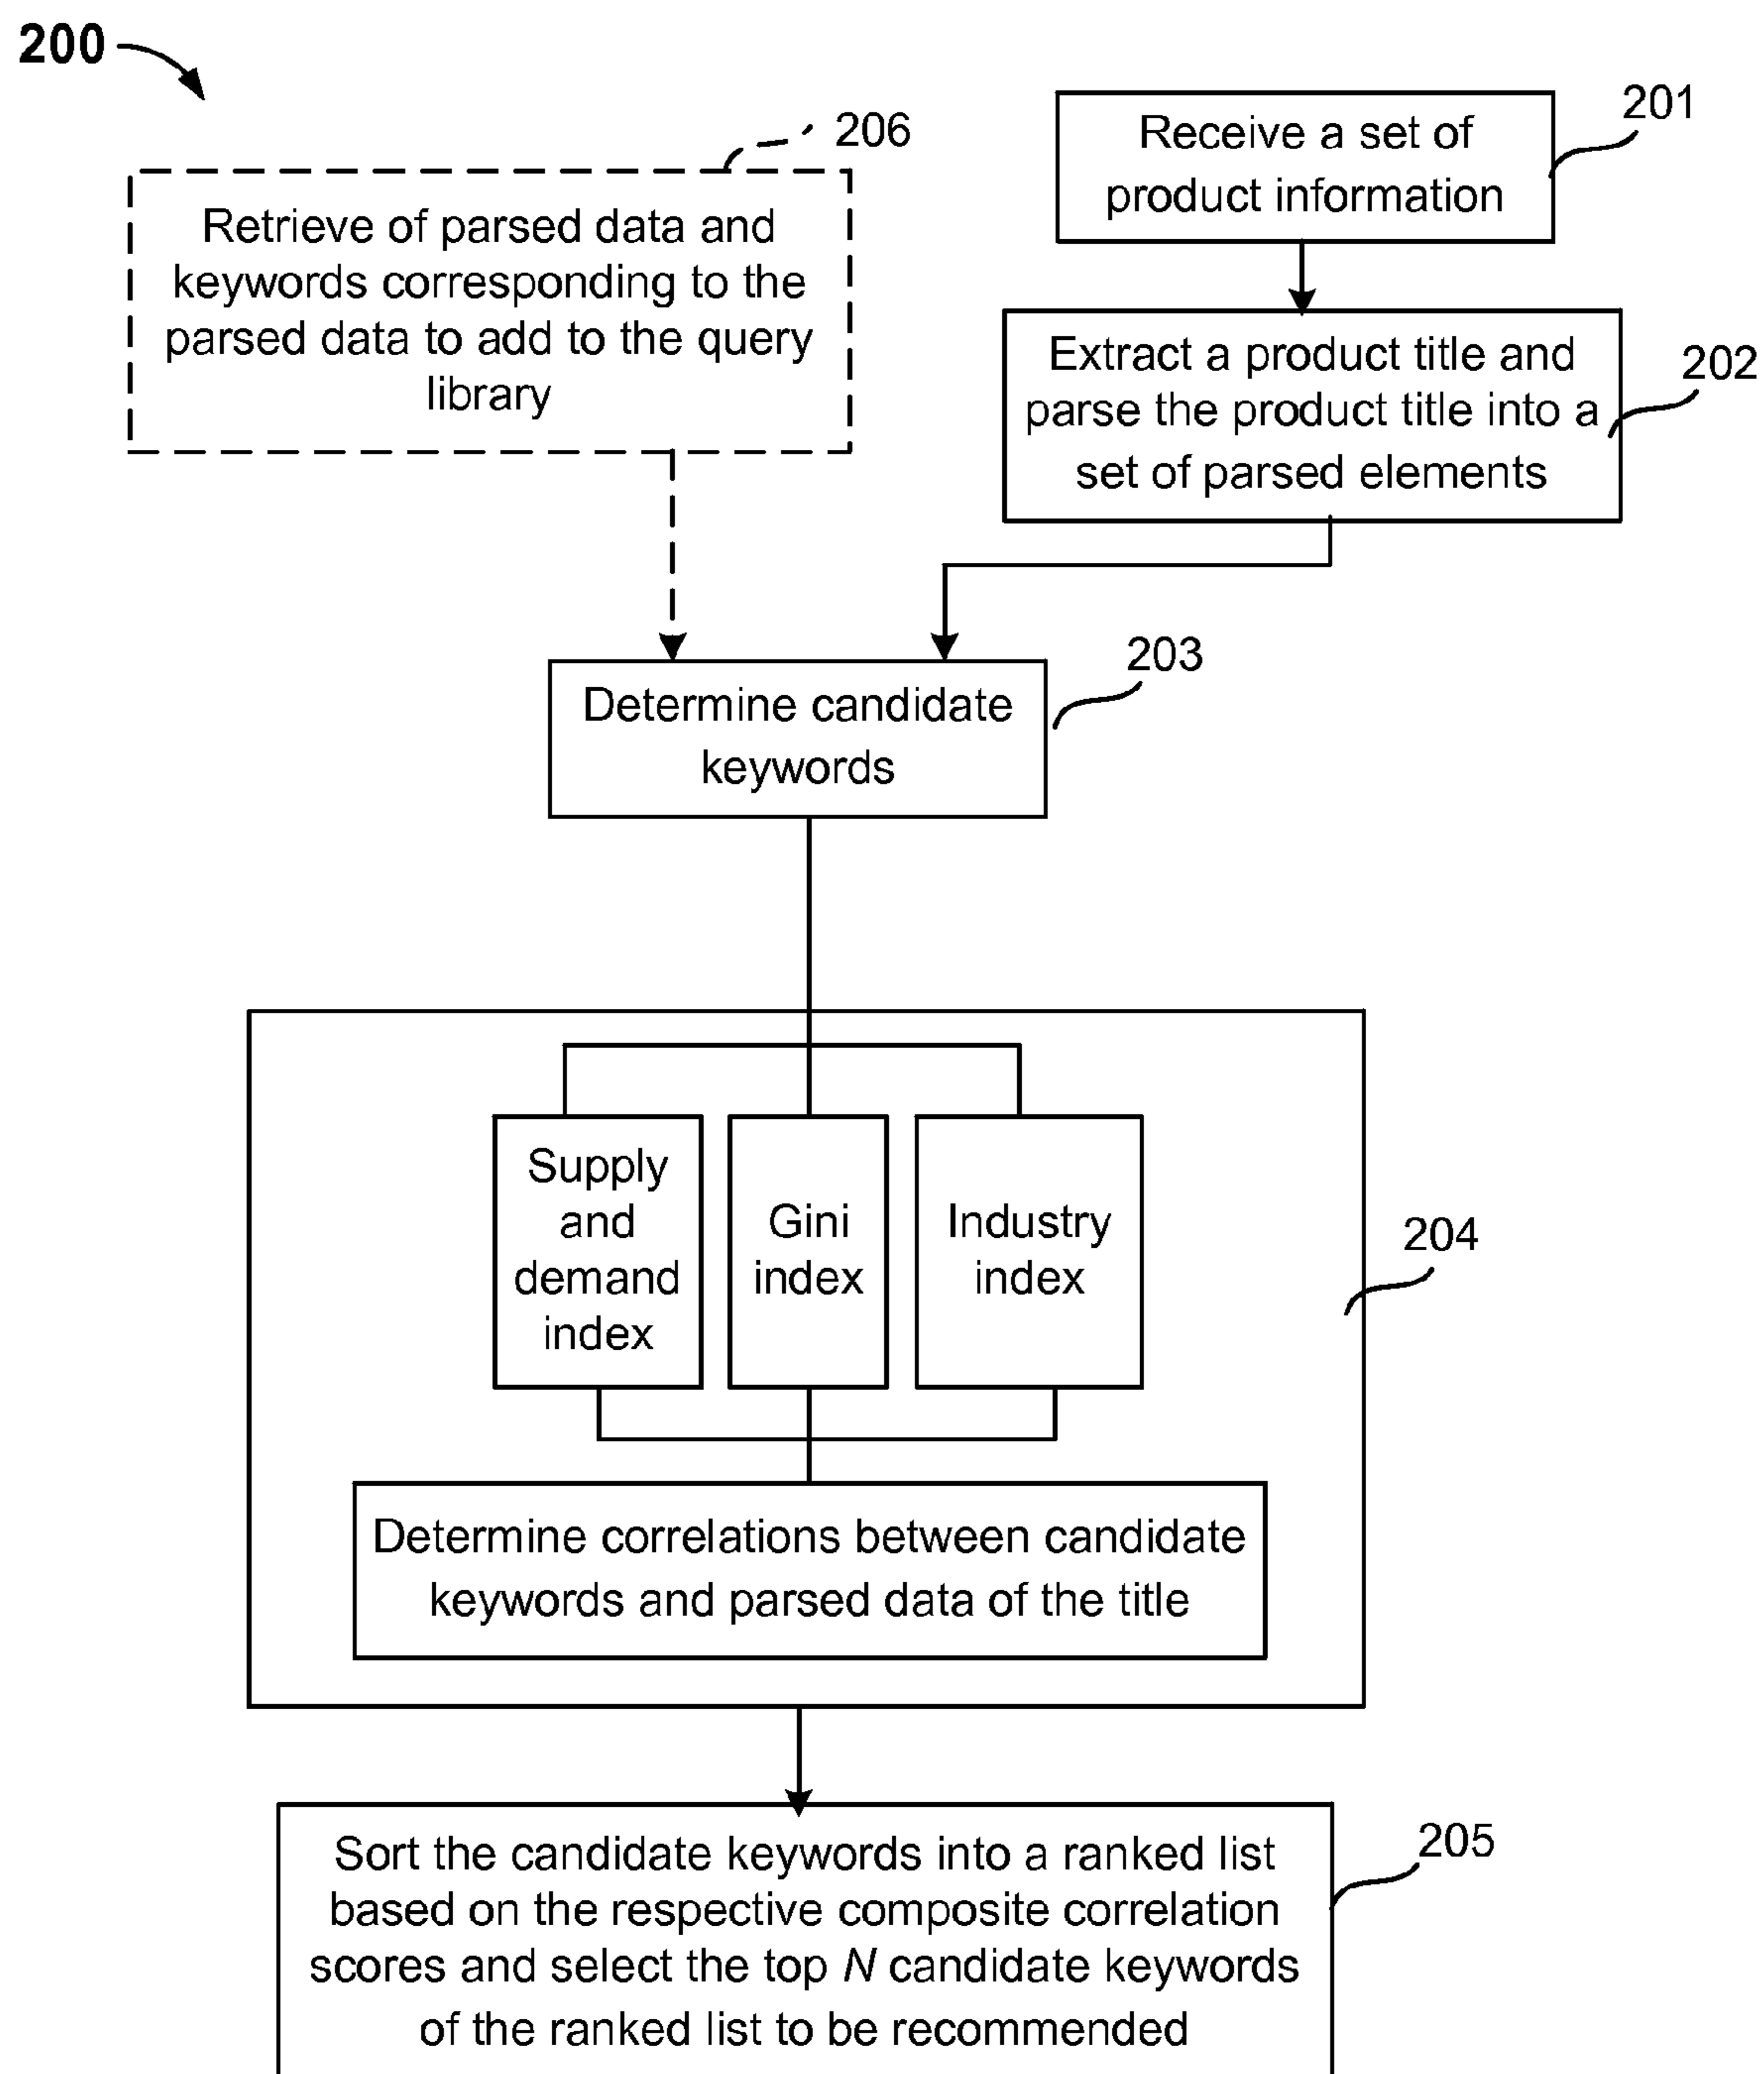 200
206
Retrieve of parsed data and
keywords corresponding to the
parsed data to add to the query
library
201
Receive a set of
product information
202
Extract a product title and
parse the product title into a
set of parsed elements
203
Determine candidate
keywords
204
Supply
and
demand
index
Gini
index
Industry
index
Determine correlations between candidate
keywords and parsed data of the title
205
Sort the candidate keywords into a ranked list
based on the respective composite correlation
scores and select the top N candidate keywords
of the ranked list to be recommended